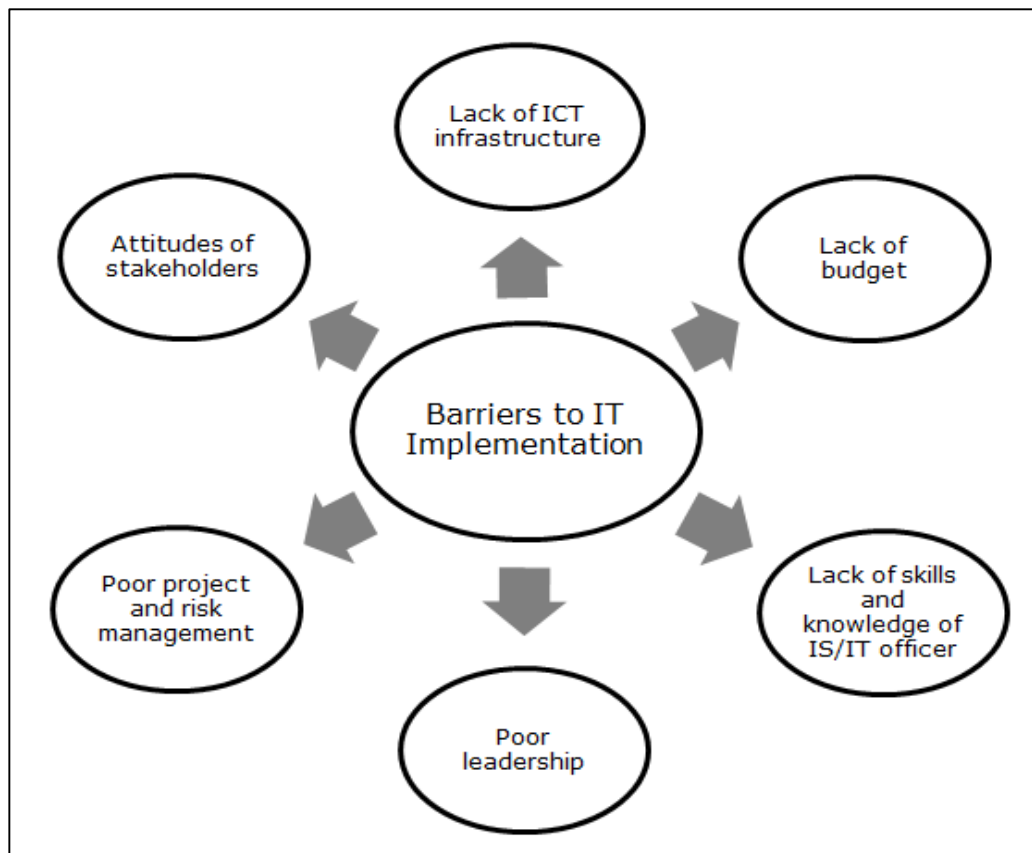 Lack of ICT
infrastructure
Attitudes of
stakeholders
Lack of
budget
Barriers to IT
Implementation
Poor project
and risk
management
Lack of skills
and
knowledge of
IS/IT officer
Poor
leadership